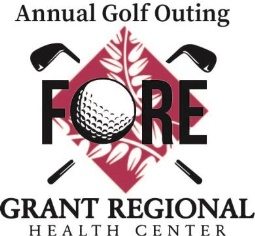 Annual Golf Outing
FORE
GRANT REGIONAL
HEALTH CENTER